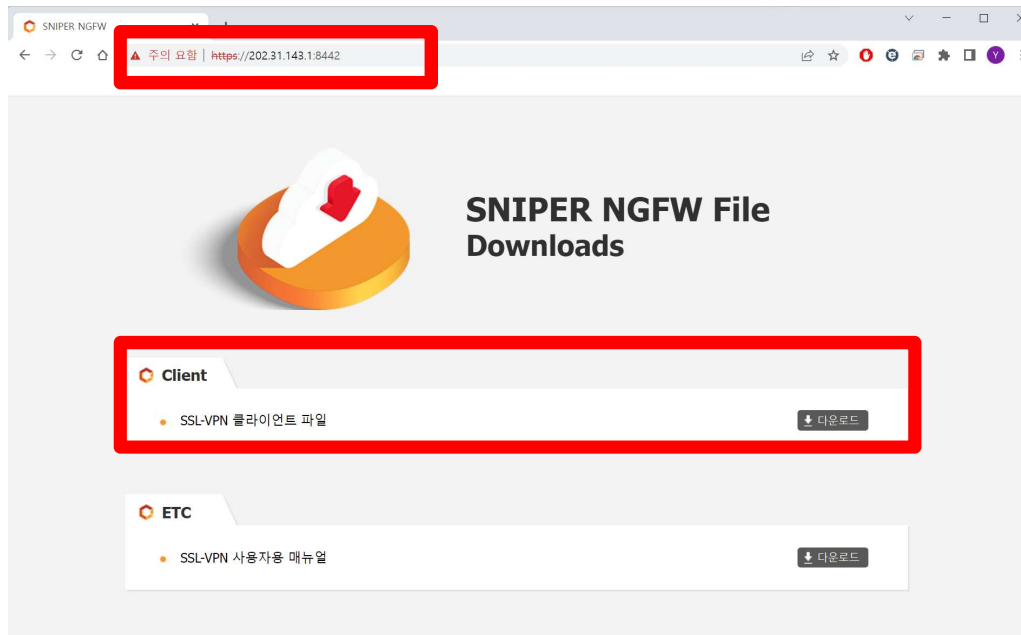 SNIPER NGFW
주의 요함 | https://202.31.143.1:8442
Y
SNIPER NGFW File
Downloads
Client
SSL-VPN 클라이언트 파일
다운로드
ETC
SSL-VPN 사용자용 매뉴얼
다운로드